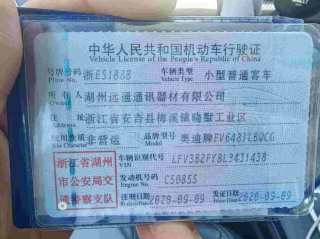 中华人民共和国机动车行驶证
Vehicle License of the People's Republic of China
号牌号码 浙ES1888 车辆类型 小型普通客车
Plate No. Vehicle Type
所有人 湖州远通通讯器材有限公司
Owner
住址 浙江省安吉县梅溪镇晓墅工业区
Address
使用性质 非营运 品牌型号 奥迪牌FV6481LBQCG
浙江省湖州 车辆识别代号 LFV3B2FY8L3431438
VIN
市公安局交 发动机号码 C50855
Engine No.
通警察支队 注册日期 2020-09-09 发证日期 2020-09-09